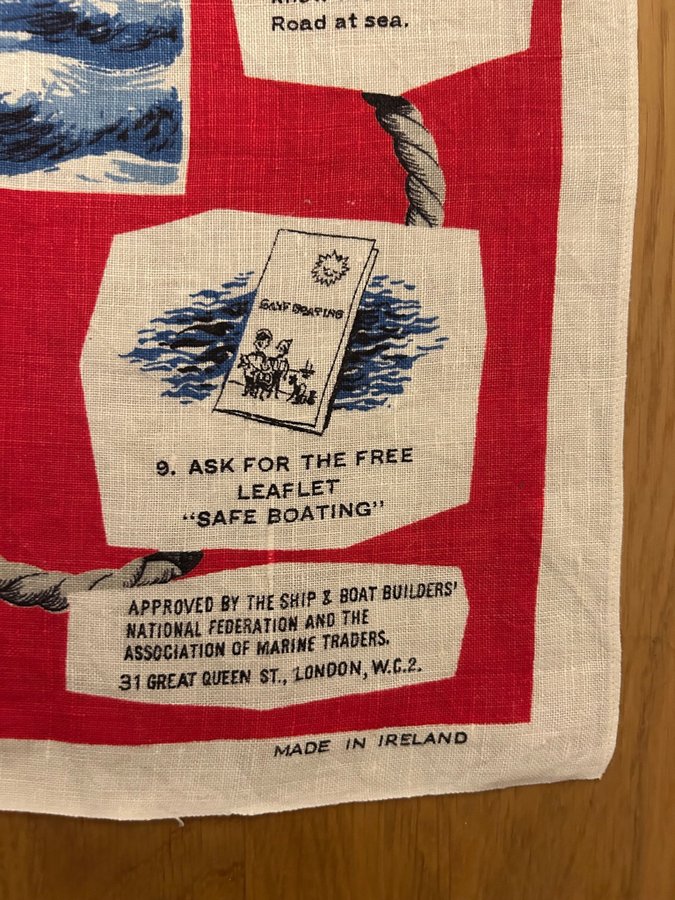 Road at sea.
SAFE BOATING
9. ASK FOR THE FREE
LEAFLET
“SAFE BOATING”
APPROVED BY THE SHIP & BOAT BUILDERS'
NATIONAL FEDERATION AND THE
ASSOCIATION OF MARINE TRADERS.
31 GREAT QUEEN ST., LONDON, W.C.2.
MADE IN IRELAND